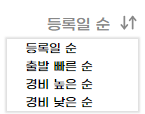 등록일 순
등록일 순
출발 빠른 순
경비 높은 순
경비 낮은 순